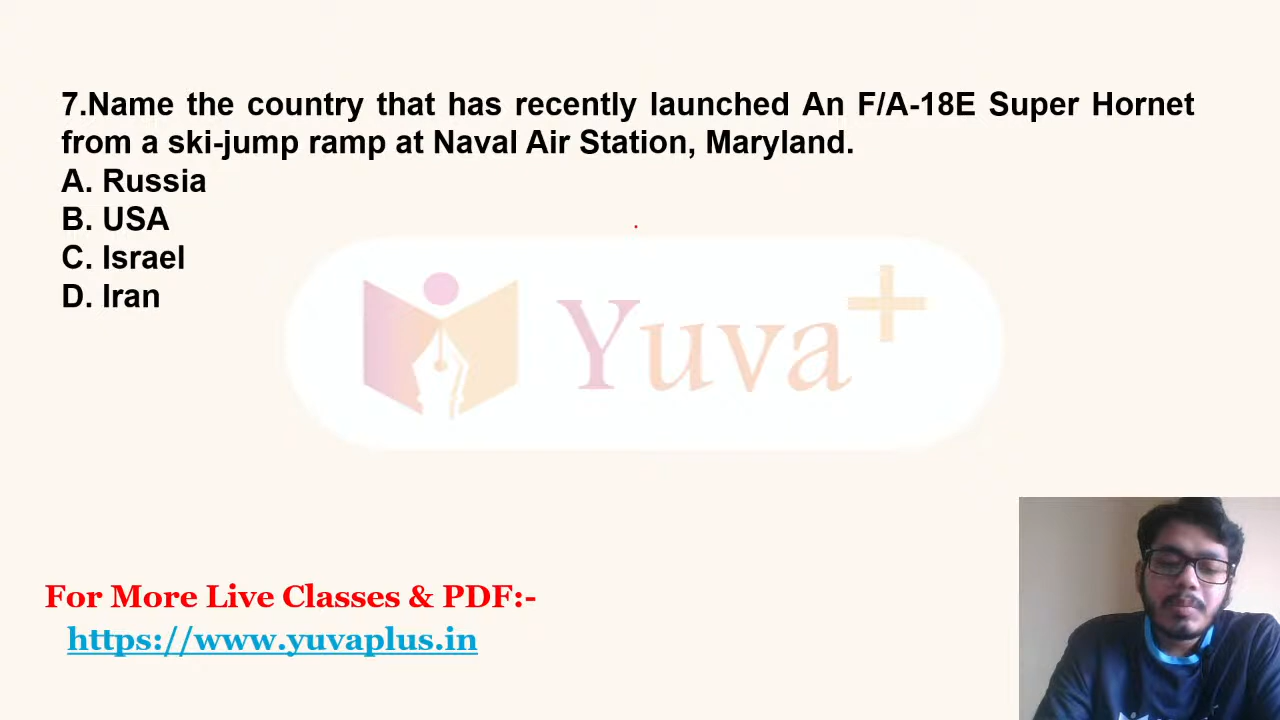 7.Name the country that has recently launched An F/A-18E Super Hornet
from a ski-jump ramp at Naval Air Station, Maryland.
A. Russia
B. USA
C. Israel
D. Iran
Yuva+
For More Live Classes & PDF:-
https://www.yuvaplus.in